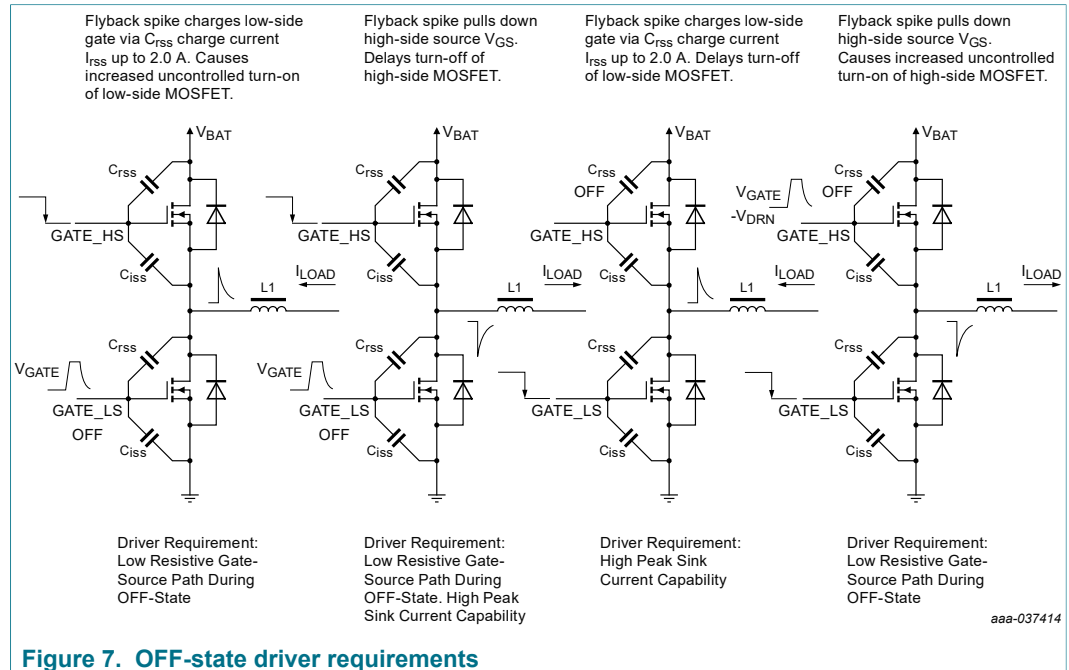 Flyback spike charges low-side
gate via Crss charge current
Irss up to 2.0 A. Causes
increased uncontrolled turn-on
of low-side MOSFET.
Flyback spike pulls down
high-side source VGS.
Delays turn-off of
high-side MOSFET.
Flyback spike charges low-side
gate via Crss charge current
Irss up to 2.0 A. Delays turn-off
of low-side MOSFET.
Flyback spike pulls down
high-side source VGS.
Causes increased uncontrolled
turn-on of high-side MOSFET.
VBAT
Crss
GATE_HS
Ciss
ILOAD
L1
Crss
VGATE
GATE_LS
OFF
Ciss
VBAT
Crss
GATE_HS
Ciss
ILOAD
L1
Crss
VGATE
GATE_LS
OFF
Ciss
VBAT
Crss
OFF
GATE_HS
Ciss
ILOAD
L1
Crss
GATE_LS
Ciss
VBAT
Crss
OFF
VGATE
-VDRN
GATE_HS
Ciss
ILOAD
L1
Crss
GATE_LS
Ciss
Driver Requirement:
Low Resistive Gate-
Source Path During
OFF-State
Driver Requirement:
Low Resistive Gate-
Source Path During
OFF-State. High Peak
Sink Current Capability
Driver Requirement:
High Peak Sink
Current Capability
Driver Requirement:
Low Resistive Gate-
Source Path During
OFF-State
aaa-037414
Figure 7. OFF-state driver requirements